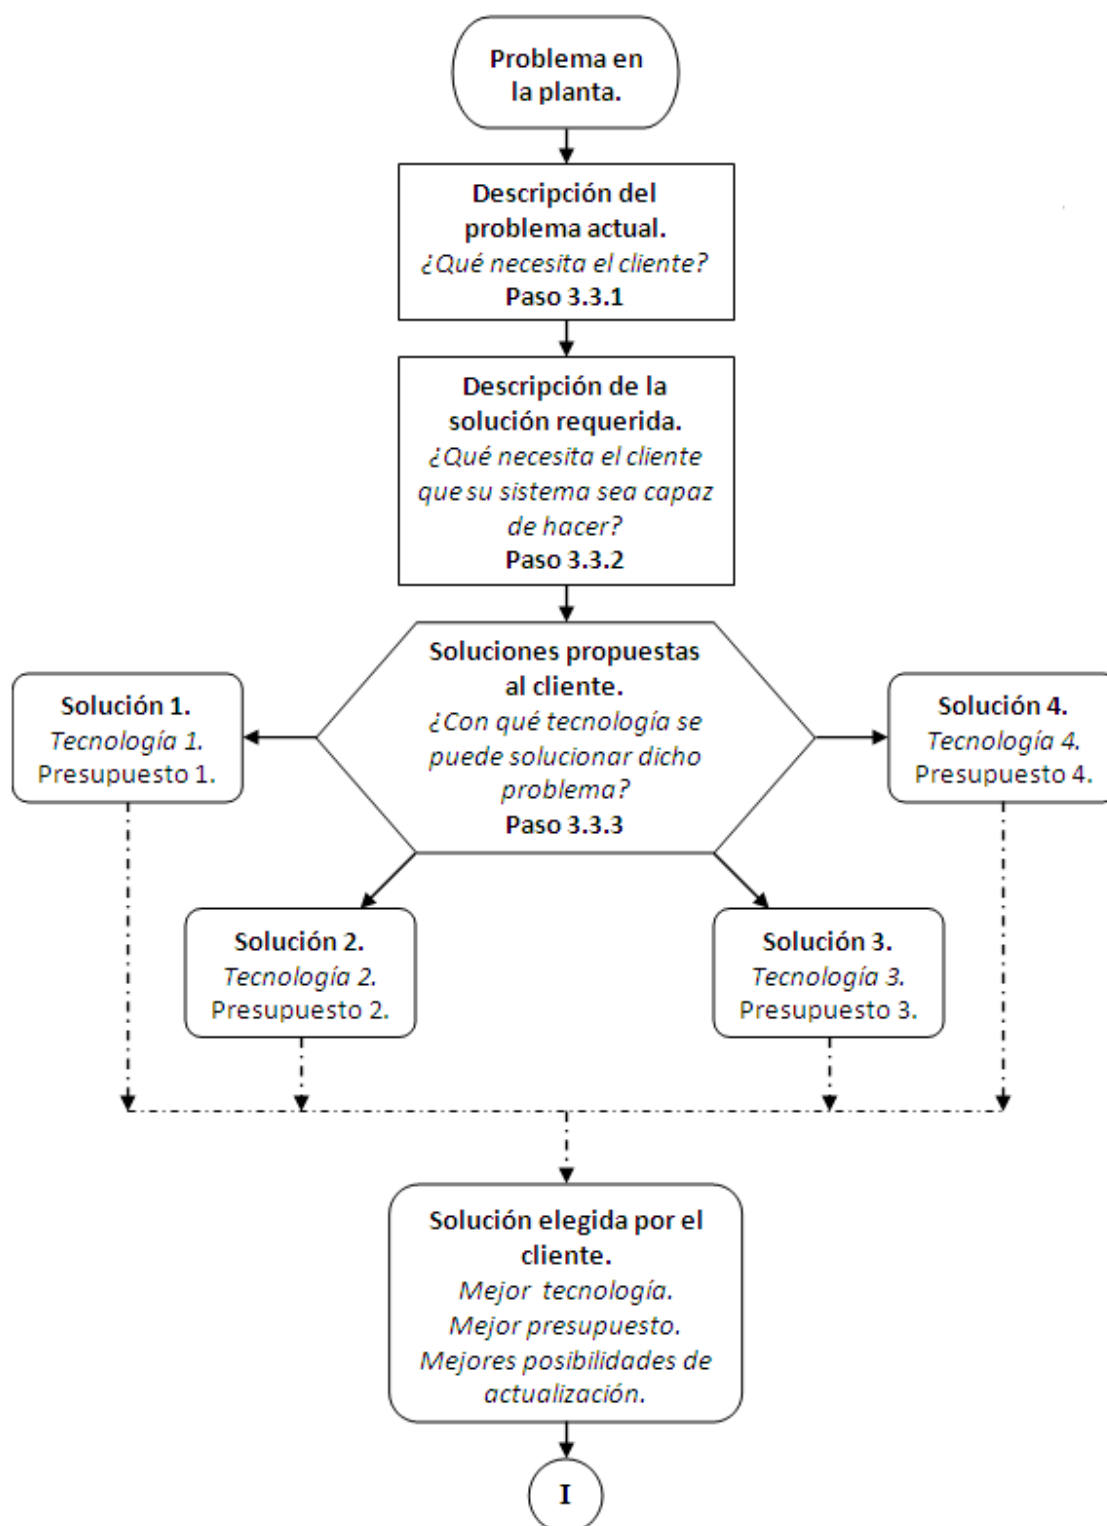 Problema en
la planta.
Descripción del
problema actual.
¿Qué necesita el cliente?
Paso 3.3.1
Descripción de la
solución requerida.
¿Qué necesita el cliente
que su sistema sea capaz
de hacer?
Paso 3.3.2
Soluciones propuestas
al cliente.
¿Con qué tecnología se
puede solucionar dicho
problema?
Paso 3.3.3
Solución 1.
Tecnología 1.
Presupuesto 1.
Solución 4.
Tecnología 4.
Presupuesto 4.
Solución 2.
Tecnología 2.
Presupuesto 2.
Solución 3.
Tecnología 3.
Presupuesto 3.
Solución elegida por el
cliente.
Mejor tecnología.
Mejor presupuesto.
Mejores posibilidades de
actualización.
I